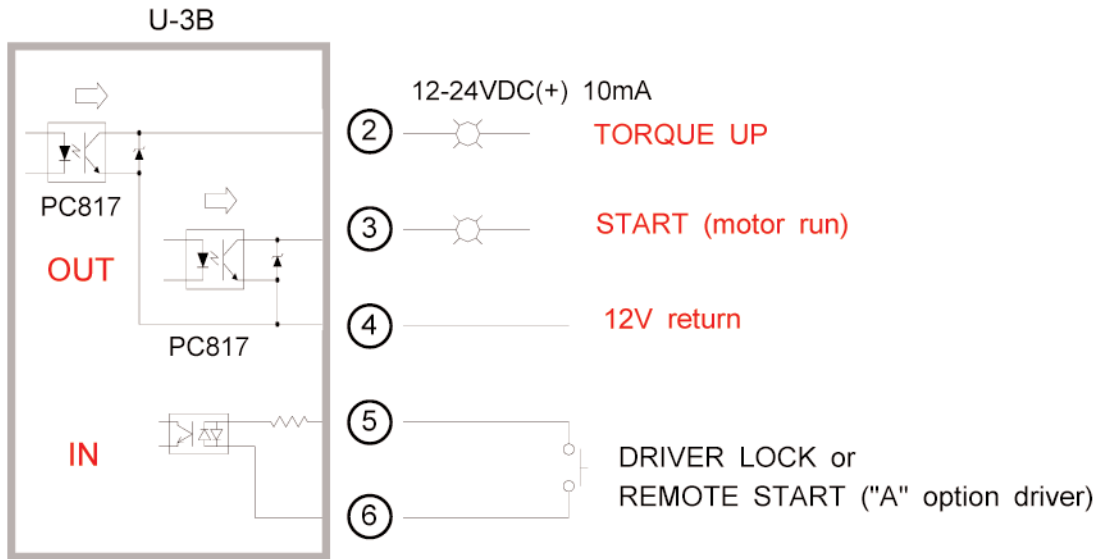 U-3B
12-24VDC(+) 10mA
2
TORQUE UP
PC817
3
START (motor run)
OUT
4
12V return
PC817
5
IN
DRIVER LOCK or
REMOTE START ("A" option driver)
6